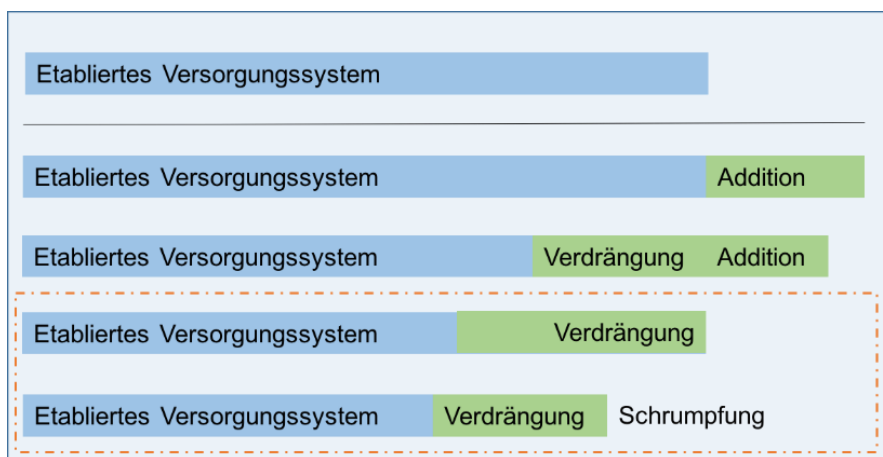 Etabliertes Versorgungssystem
Etabliertes Versorgungssystem Addition
Etabliertes Versorgungssystem Verdrängung Addition
Etabliertes Versorgungssystem Verdrängung
Etabliertes Versorgungssystem Verdrängung Schrumpfung